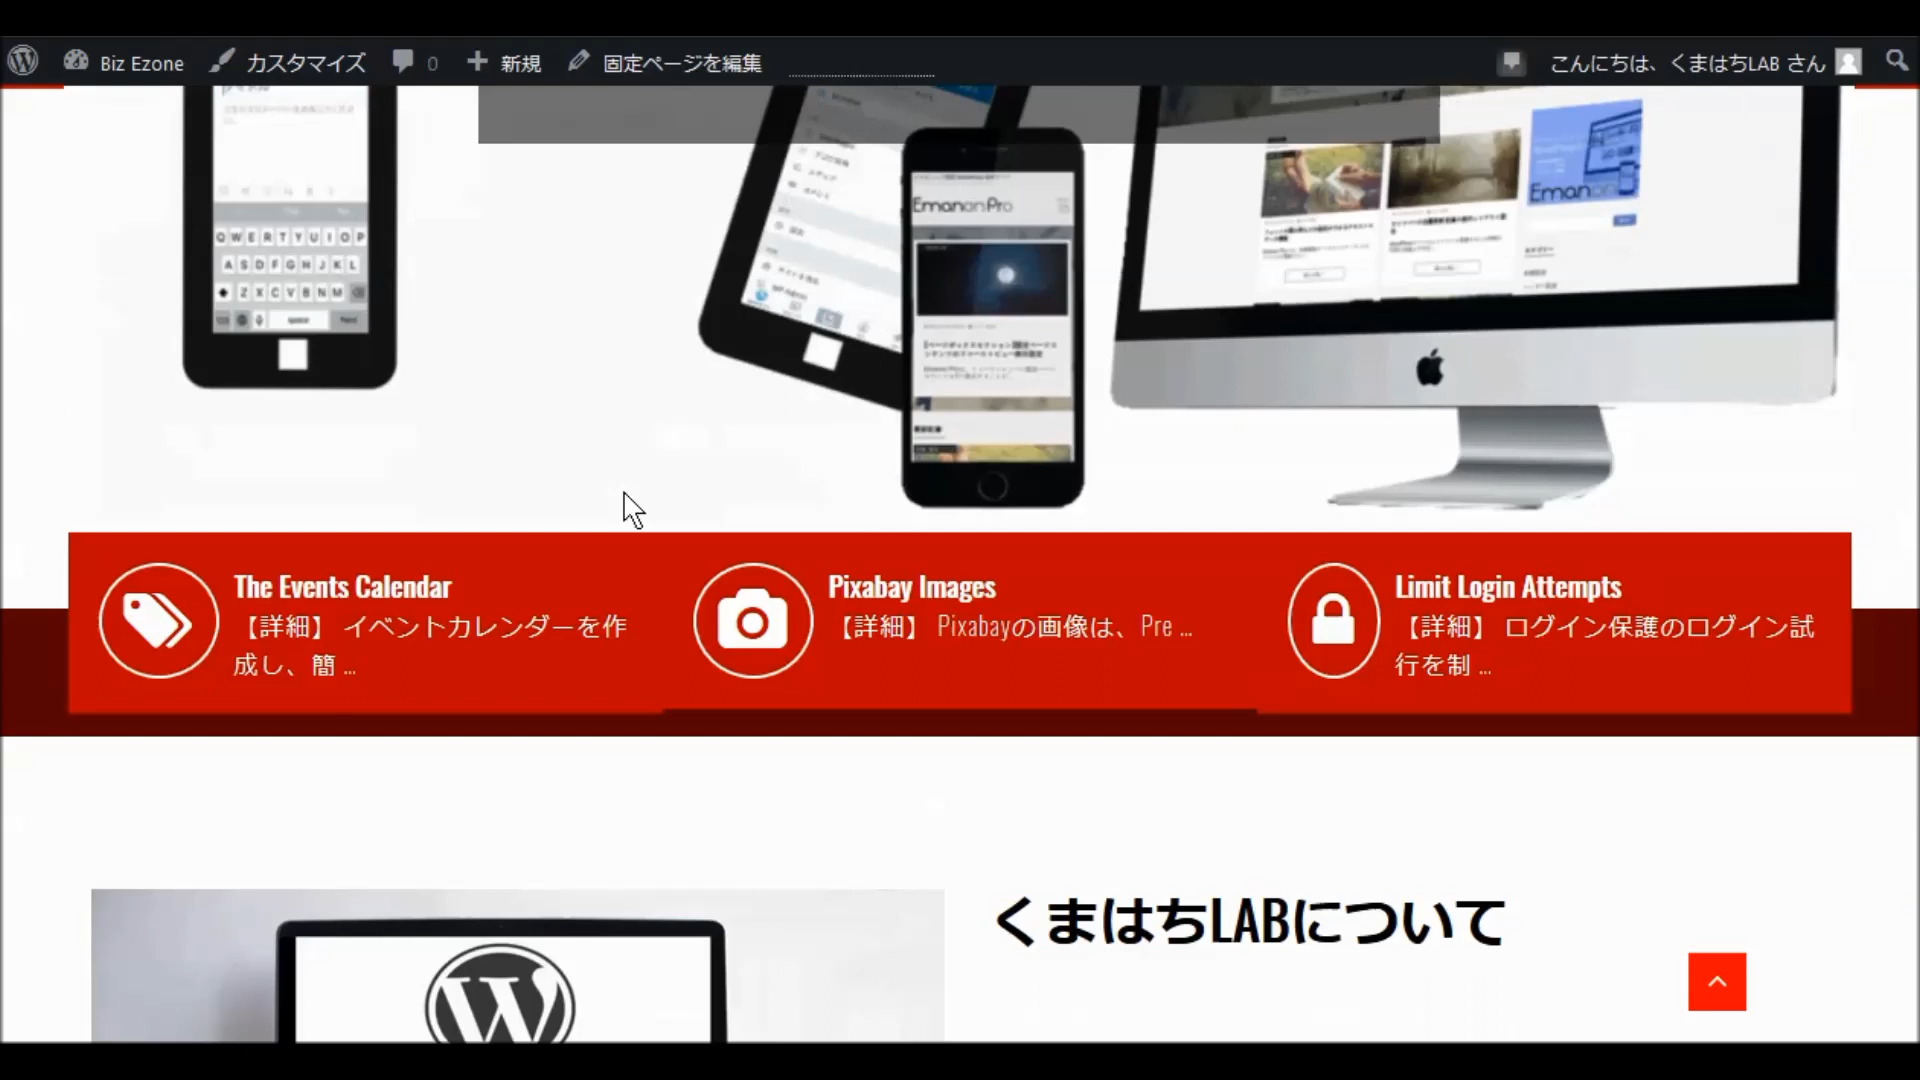 Biz Ezone カスタマイズ 0 新規 固定ページを編集 こんにちは、くまはちLAB さん
Q W E R T Y U I O P
A S D F G H J K L
Z X C V B N M
space
Emanon Pro
Emanon
The Events Calendar
【詳細】 イベントカレンダーを作
成し、簡 ...
Pixabay Images
【詳細】 Pixabayの画像は、Pre ...
Limit Login Attempts
【詳細】 ログイン保護のログイン試
行を制 ...
くまはちLABについて